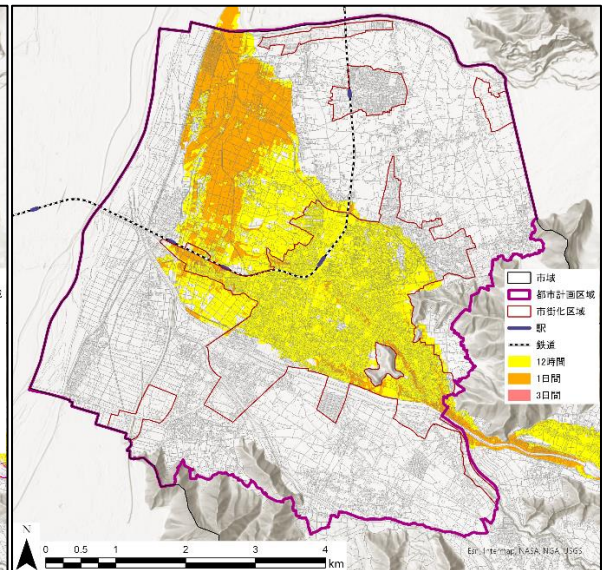 市域
都市計画区域
市街化区域
駅
鉄道
12時間
1日間
3日間
N
0 0.5 1 2 3 4
km
Esri, Intermap, NASA, NGA, USGS